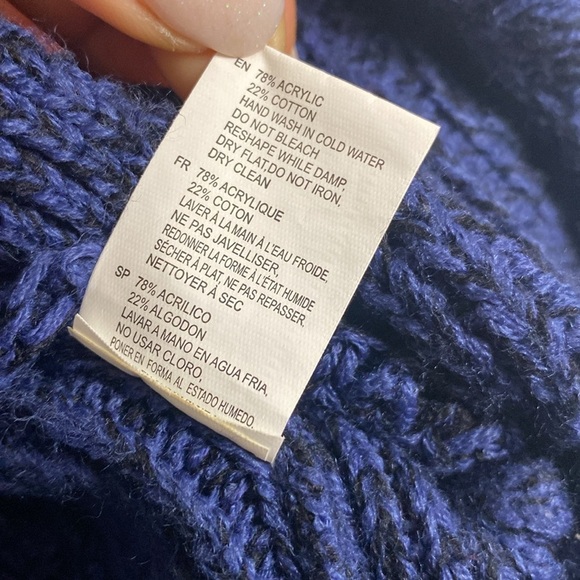 EN 78% ACRYLIC
22% COTTON
HAND WASH IN COLD WATER
DO NOT BLEACH
RESHAPE WHILE DAMP,
DRY FLAT.DO NOT IRON,
DRY CLEAN
FR 78% ACRYLIQUE
22% COTON
LAVER À LA MAIN À L'EAU FROIDE,
NE PAS JAVELLISER,
REDONNER LA FORME À L'ÉTAT HUMIDE
SÉCHER À PLAT, NE PAS REPASSER.
NETTOYER À SEC
SP 78% ACRILICO
22% ALGODON
LAVAR A MANO EN AGUA FRIA,
NO USAR CLORO,
PONER EN FORMA AL ESTADO HUMEDO.